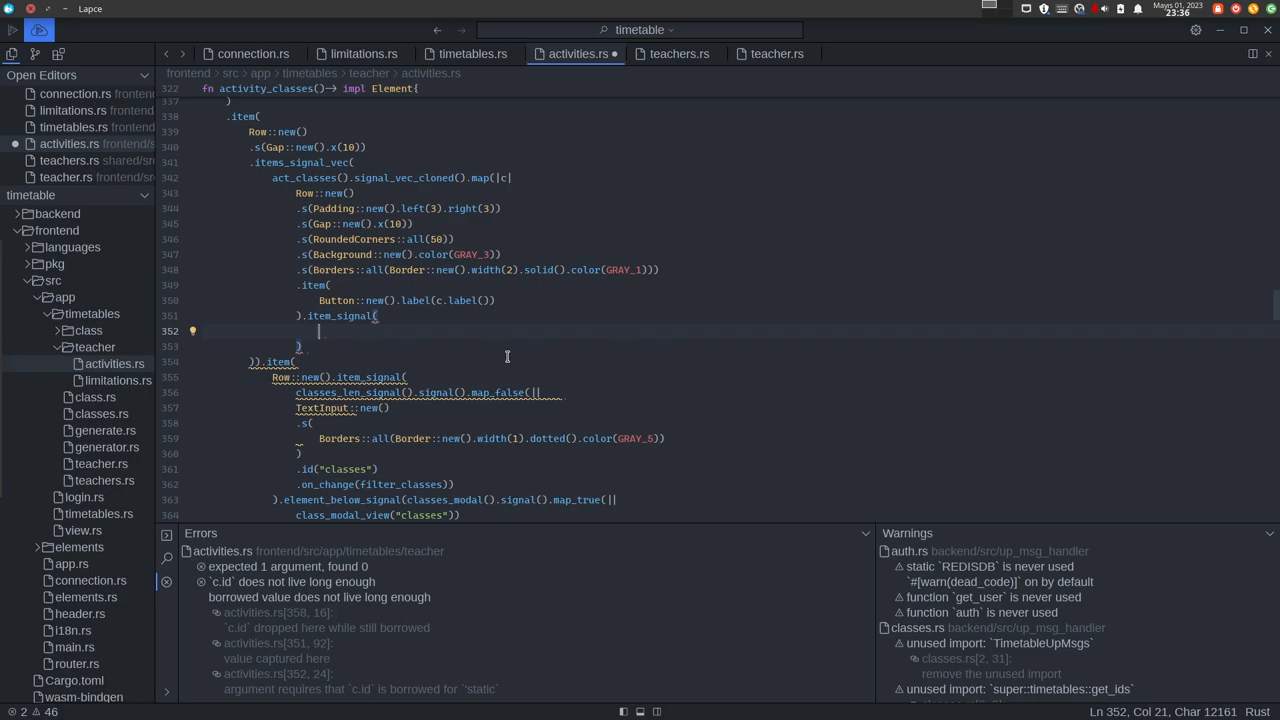 Lapce
Mayıs 01, 2023
23:36
timetable
connection.rs
limitations.rs
timetables.rs
activities.rs
teachers.rs
teacher.rs
Open Editors
frontend > src > app > timetables > teacher > activities.rs
connection.rs frontend
322 fn activity_classes()-> impl Element{
limitations.rs frontend
timetables.rs frontend
activities.rs frontend/s
teachers.rs shared/src
teacher.rs frontend/src
timetable
backend
frontend
languages
pkg
src
app
timetables
class
teacher
activities.rs
limitations.rs
class.rs
classes.rs
generate.rs
generator.rs
teacher.rs
teachers.rs
login.rs
timetables.rs
view.rs
elements
app.rs
connection.rs
elements.rs
header.rs
i18n.rs
main.rs
router.rs
Cargo.toml
wasm-bindgen
337 )
338 .item(
339 Row::new()
340 .s(Gap::new().x(10))
341 .items_signal_vec(
342 act_classes().signal_vec_cloned().map(|c|
343 Row::new()
344 .s(Padding::new().left(3).right(3))
345 .s(Gap::new().x(10))
346 .s(RoundedCorners::all(50))
347 .s(Background::new().color(GRAY_3))
348 .s(Borders::all(Border::new().width(2).solid().color(GRAY_1)))
349 .item(
350 Button::new().label(c.label())
351 ).item_signal(
352
353 )
354 )).item(
355 Row::new().item_signal(
356 classes_len_signal().signal().map_false(||
357 TextInput::new()
358 .s(
359 Borders::all(Border::new().width(1).dotted().color(GRAY_5))
360 )
361 .id("classes")
362 .on_change(filter_classes))
363 ).element_below_signal(classes_modal().signal().map_true(||
364 class_modal_view("classes"))
Errors
activities.rs frontend/src/app/timetables/teacher
expected 1 argument, found 0
`c.id` does not live long enough
borrowed value does not live long enough
activities.rs[358, 16]:
`c.id` dropped here while still borrowed
activities.rs[351, 92]:
value captured here
activities.rs[352, 24]:
argument requires that `c.id` is borrowed for `'static`
Warnings
auth.rs backend/src/up_msg_handler
static `REDISDB` is never used
`#[warn(dead_code)]` on by default
function `get_user` is never used
function `auth` is never used
classes.rs backend/src/up_msg_handler
unused import: `TimetableUpMsgs`
classes.rs[2, 31]:
remove the unused import
unused import: `super::timetables::get_ids`
2 46
Ln 352, Col 21, Char 12161 Rust